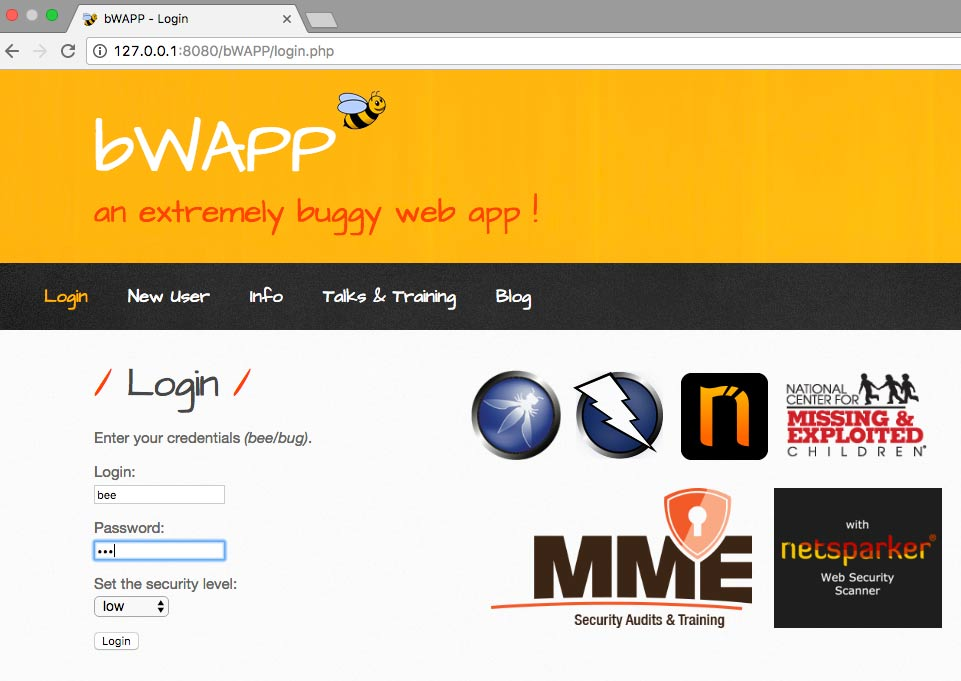 bWAPP - Login
127.0.0.1:8080/bWAPP/login.php
bWAPP
an extremely buggy web app !
Login New User Info Talks & Training Blog
/ Login /
Enter your credentials (bee/bug).
Login:
bee
Password:
•••
Set the security level:
low
Login
n
NATIONAL
CENTER FOR
MISSING &
EXPLOITED
CHILDREN®
MME
Security Audits & Training
with
netsparker®
Web Security
Scanner